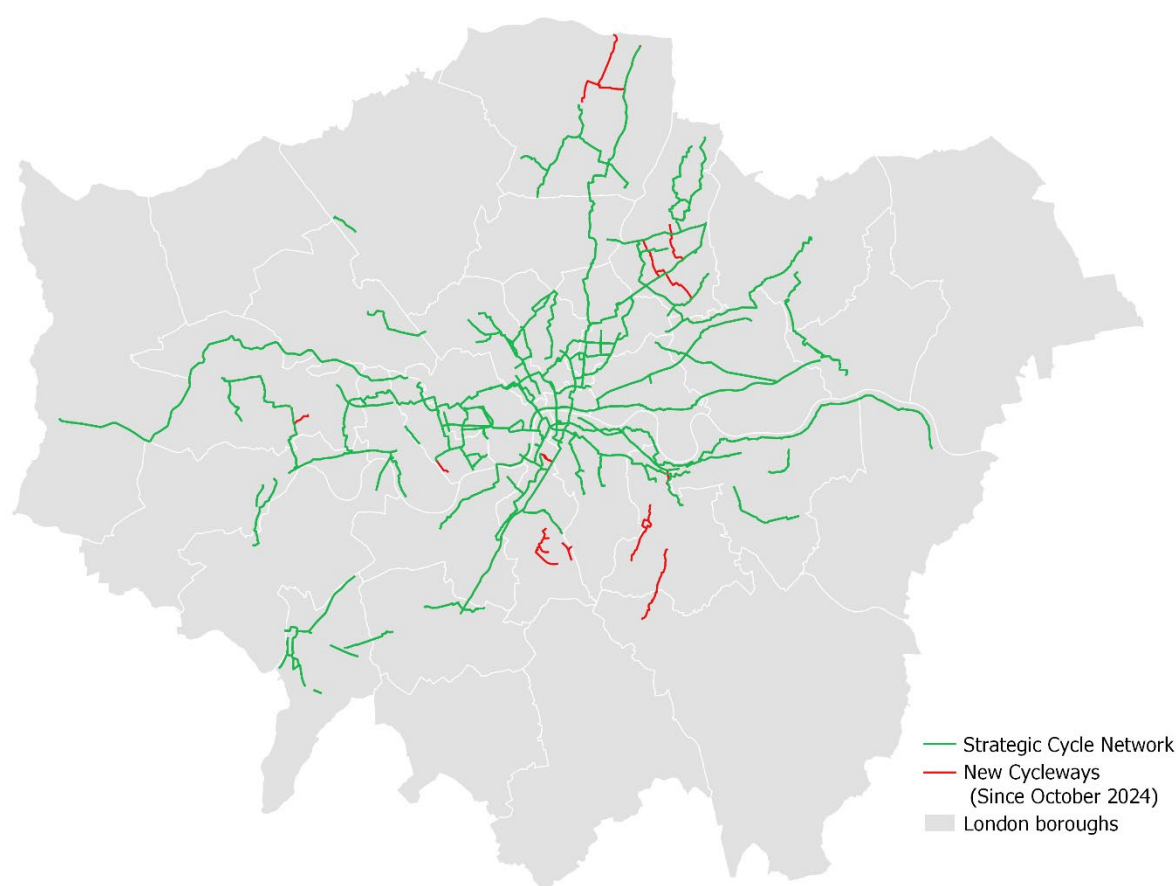 Strategic Cycle Network
New Cycleways
(Since October 2024)
London boroughs